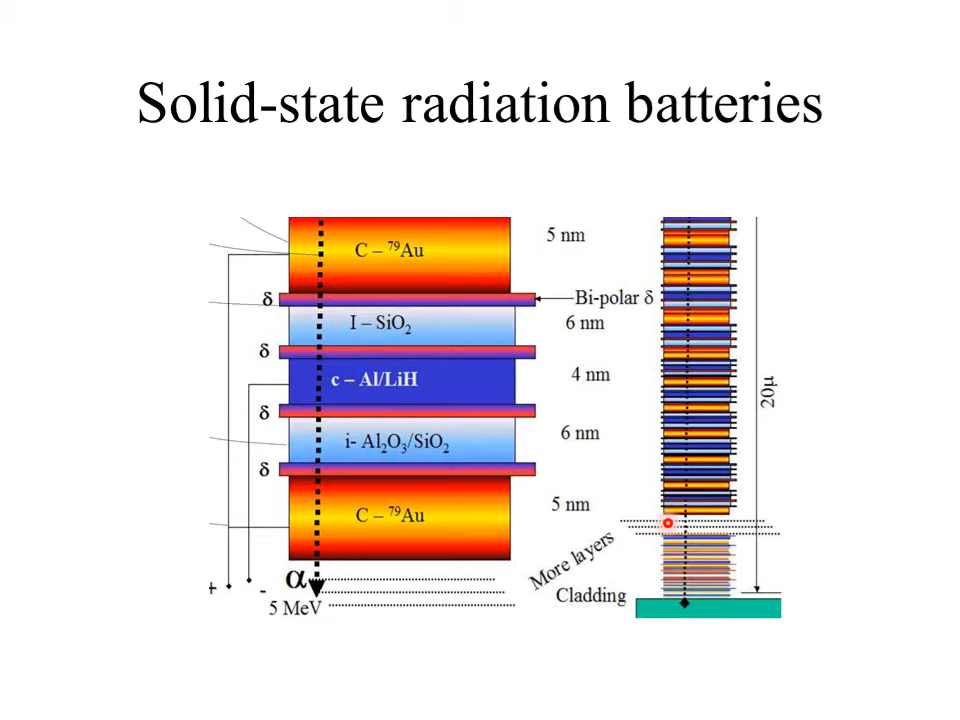 Solid-state radiation batteries
C – ⁷⁹Au
5 nm
δ
Bi-polar δ
I – SiO₂
6 nm
δ
c – Al/LiH
4 nm
δ
i- Al₂O₃/SiO₂
6 nm
δ
C – ⁷⁹Au
5 nm
+
-
α
5 MeV
More layers
Cladding
20μ